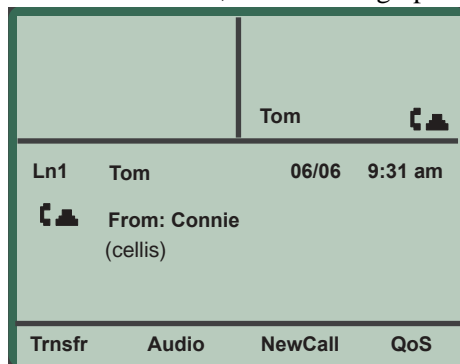 Tom
Ln1 Tom 06/06 9:31 am
From: Connie
(cellis)
Trnsfr Audio NewCall QoS